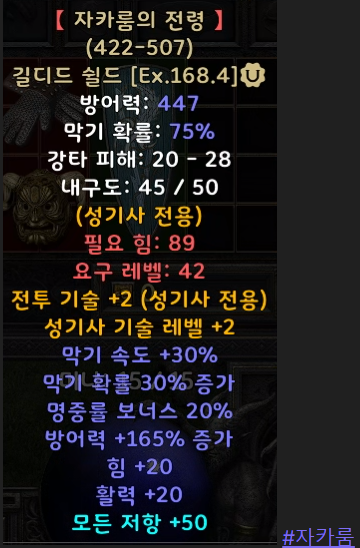 【 자카룸의 전령 】
(422-507)
길디드 쉴드 [Ex.168.4]
방어력: 447
막기 확률: 75%
강타 피해: 20 - 28
내구도: 45 / 50
(성기사 전용)
필요 힘: 89
요구 레벨: 42
전투 기술 +2 (성기사 전용)
성기사 기술 레벨 +2
막기 속도 +30%
막기 확률 30% 증가
명중률 보너스 20%
방어력 +165% 증가
힘 +20
활력 +20
모든 저항 +50
#자카룸